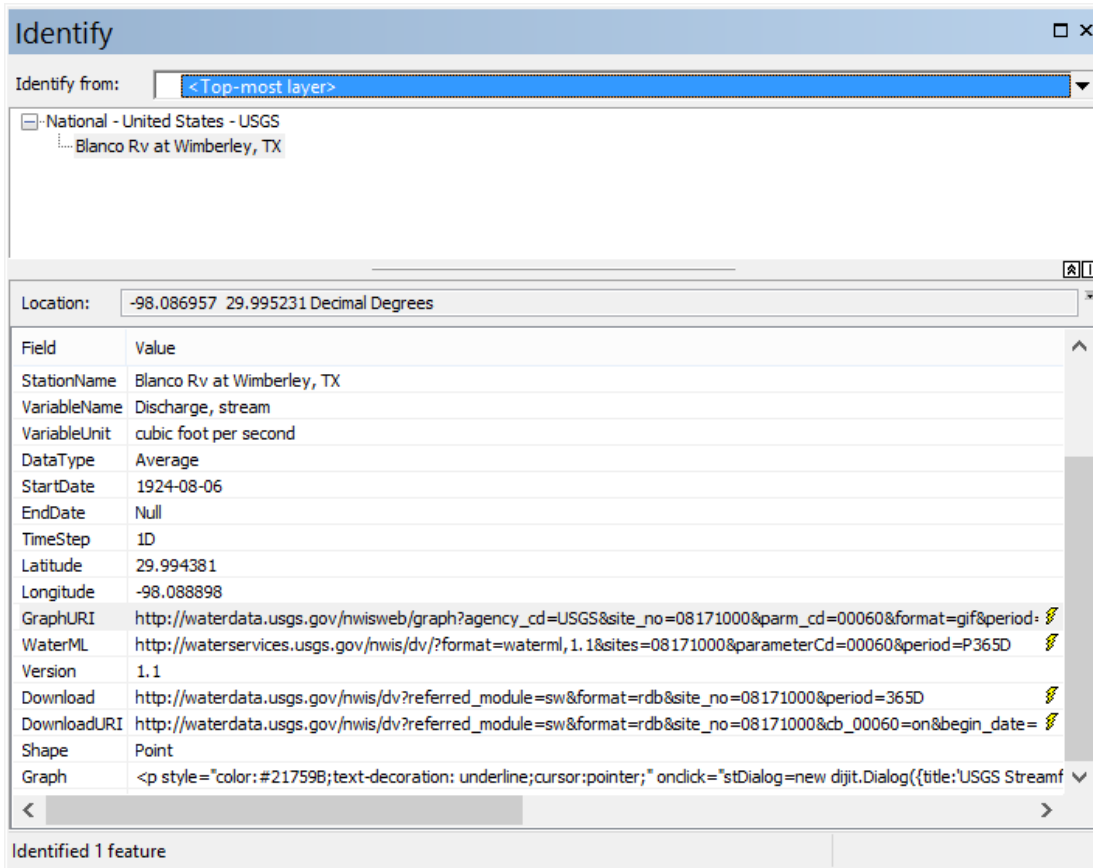 Identify
Identify from: <Top-most layer>
National - United States - USGS
Blanco Rv at Wimberley, TX
Location: -98.086957 29.995231 Decimal Degrees
Field Value
StationName Blanco Rv at Wimberley, TX
VariableName Discharge, stream
VariableUnit cubic foot per second
DataType Average
StartDate 1924-08-06
EndDate Null
TimeStep 1D
Latitude 29.994381
Longitude -98.088898
GraphURI http://waterdata.usgs.gov/nwisweb/graph?agency_cd=USGS&site_no=08171000&parm_cd=00060&format=gif&period=
WaterML http://waterservices.usgs.gov/nwis/dv/?format=waterml,1.1&sites=08171000&parameterCd=00060&period=P365D
Version 1.1
Download http://waterdata.usgs.gov/nwis/dv?referred_module=sw&format=rdb&site_no=08171000&period=365D
DownloadURI http://waterdata.usgs.gov/nwis/dv?referred_module=sw&format=rdb&site_no=08171000&cb_00060=on&begin_date=
Shape Point
Graph <p style="color:#21759B;text-decoration: underline;cursor:pointer;" onclick="stDialog=new dijit.Dialog({title:'USGS Streamf
Identified 1 feature